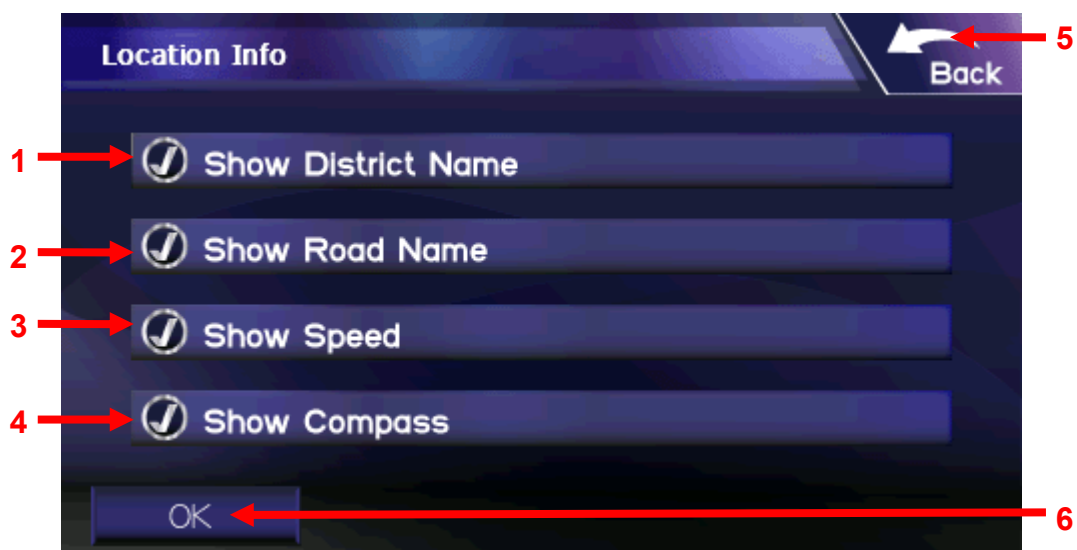 Location Info
Back
5
1
Show District Name
2
Show Road Name
3
Show Speed
4
Show Compass
OK
6